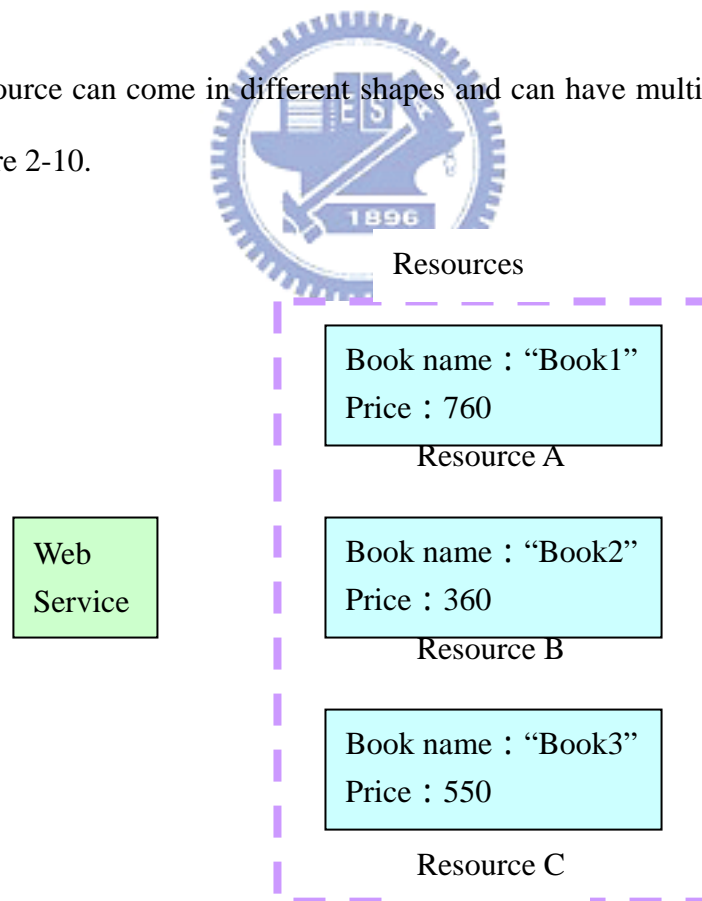 ource can come in different shapes and can have multi
re 2-10.
E S
1896
Resources
Book name：“Book1”
Price：760
Resource A
Web
Service
Book name：“Book2”
Price：360
Resource B
Book name：“Book3”
Price：550
Resource C